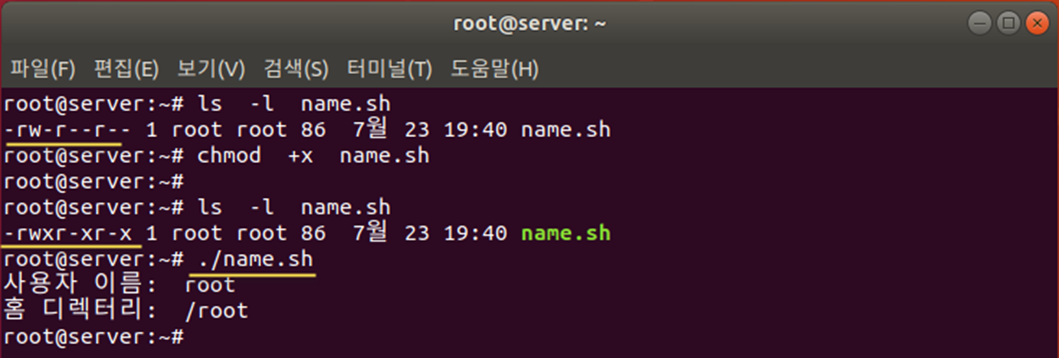 root@server: ~
파일(F) 편집(E) 보기(V) 검색(S) 터미널(T) 도움말(H)
root@server:~# ls  -l  name.sh
-rw-r--r-- 1 root root 86  7월 23 19:40 name.sh
root@server:~# chmod  +x  name.sh
root@server:~#
root@server:~# ls  -l  name.sh
-rwxr-xr-x 1 root root 86  7월 23 19:40 name.sh
root@server:~# ./name.sh
사용자 이름:  root
홈 디렉터리:  /root
root@server:~#